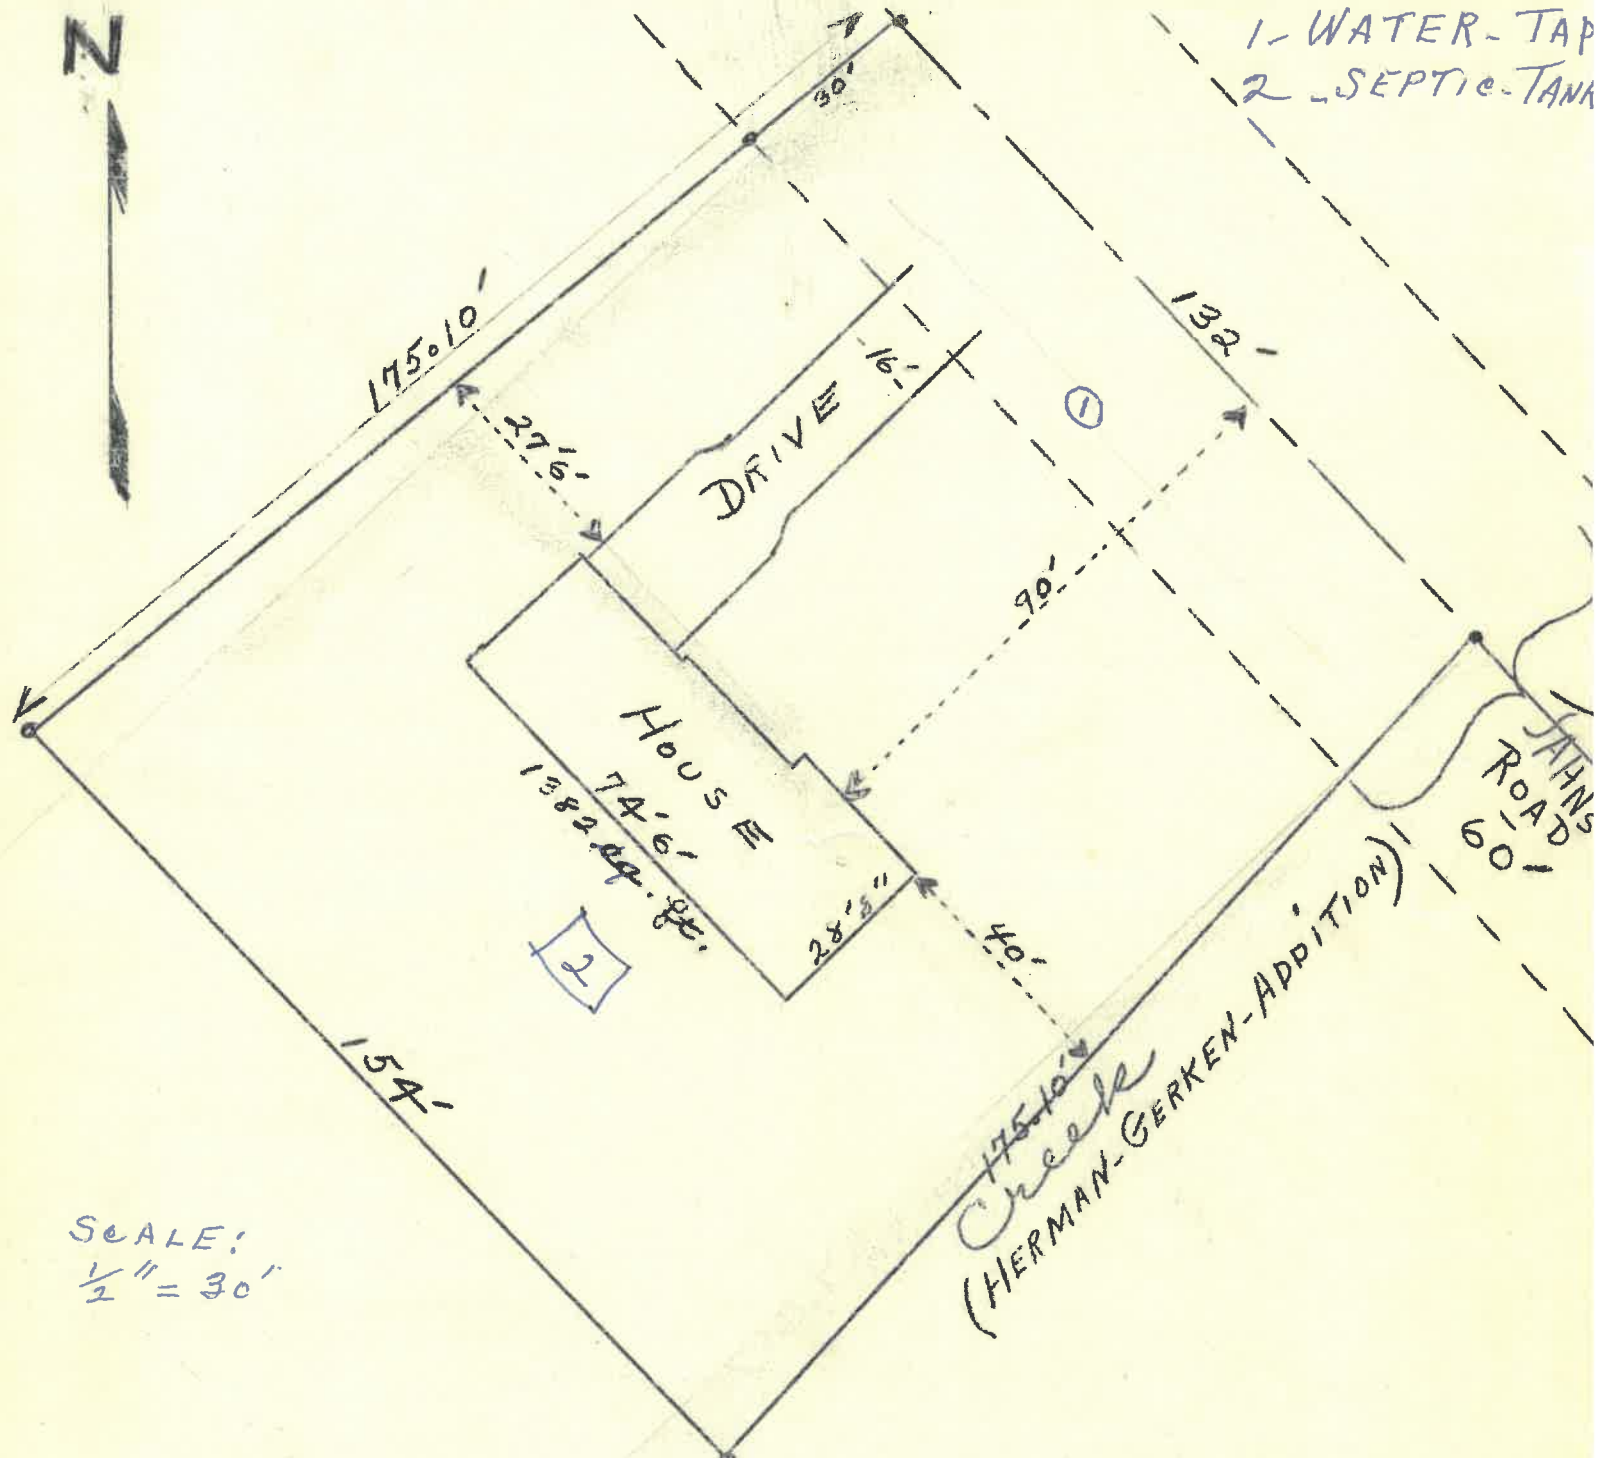 N
1- WATER-TAP
2 -SEPTIC-TANK
30'
175.10'
132'
16'
27'6'
DRIVE
1
90'
HOUSE
74'6'
1382 sq. ft.
28'8"
2
40'
JAHNS
ROAD
60'
154'
175.10'
Creek
(HERMAN-GERKEN-ADDITION)
SCALE:
1/2" = 30'